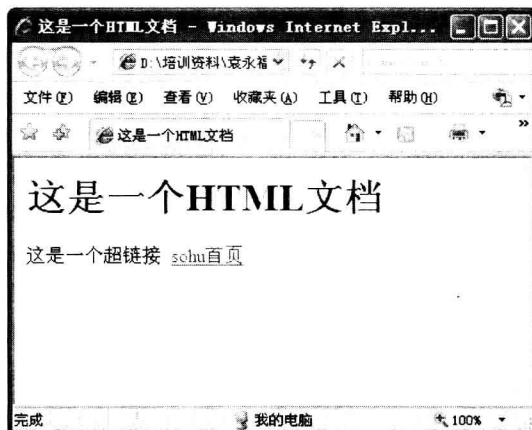 这是一个HTML文档 - Windows Internet Expl...
D:\培训资料\袁永福
文件(F) 编辑(E) 查看(V) 收藏夹(A) 工具(T) 帮助(H)
这是一个HTML文档 »
这是一个HTML文档
这是一个超链接 sohu首页
完成 我的电脑 100%